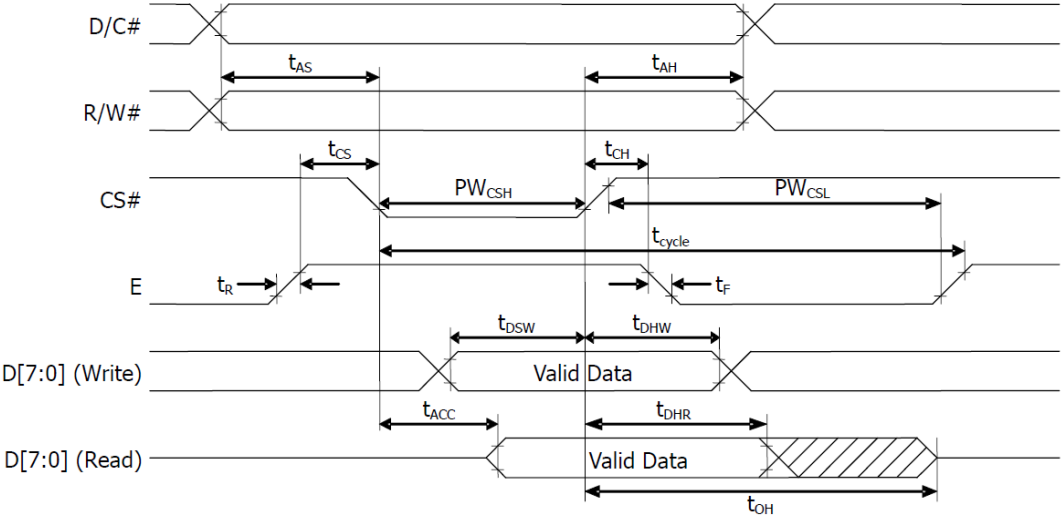 D/C#
tAS
tAH
R/W#
tCS
tCH
CS#
PWCSH
PWCSL
tcycle
E
tR
tF
tDSW
tDHW
D[7:0] (Write)
Valid Data
tACC
tDHR
D[7:0] (Read)
Valid Data
tOH